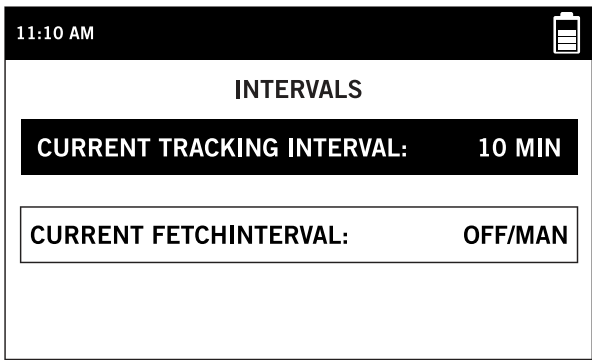 11:10 AM
INTERVALS
CURRENT TRACKING INTERVAL: 10 MIN
CURRENT FETCHINTERVAL: OFF/MAN